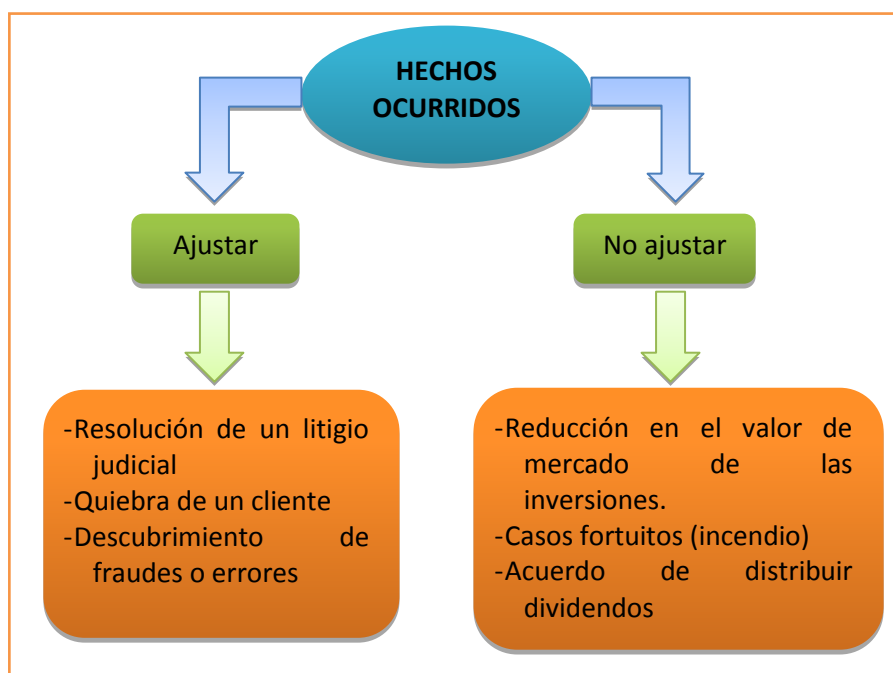 HECHOS
OCURRIDOS
Ajustar
No ajustar
-Resolución de un litigio
judicial
-Quiebra de un cliente
-Descubrimiento de
fraudes o errores
-Reducción en el valor de
mercado de las
inversiones.
-Casos fortuitos (incendio)
-Acuerdo de distribuir
dividendos